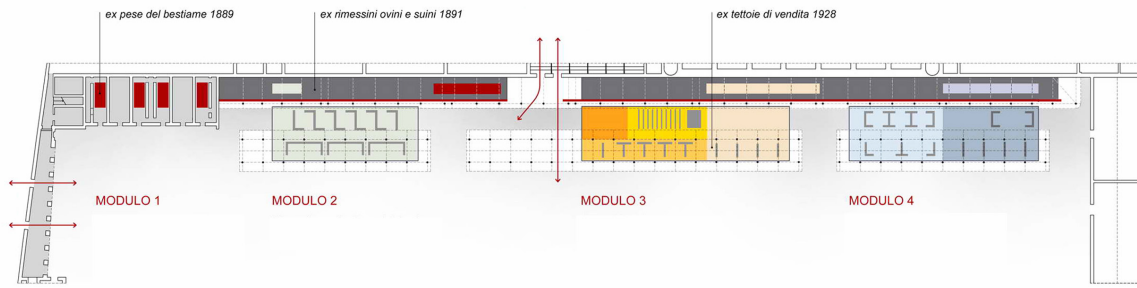 ex pese del bestiame 1889
ex rimessini ovini e suini 1891
ex tettoie di vendita 1928
MODULO 1
MODULO 2
MODULO 3
MODULO 4